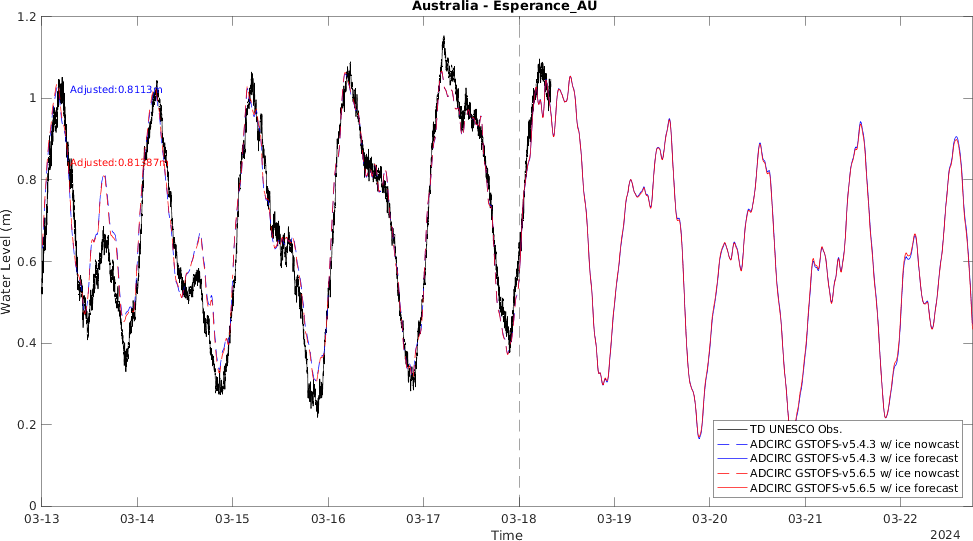 Australia - Esperance_AU
1.2
1
0.8
0.6
0.4
0.2
0
Water Level (m)
Adjusted:0.8113m
Adjusted:0.81387m
TD UNESCO Obs.
ADCIRC GSTOFS-v5.4.3 w/ ice nowcast
ADCIRC GSTOFS-v5.4.3 w/ ice forecast
ADCIRC GSTOFS-v5.6.5 w/ ice nowcast
ADCIRC GSTOFS-v5.6.5 w/ ice forecast
03-13 03-14 03-15 03-16 03-17 03-18 03-19 03-20 03-21 03-22
Time
2024